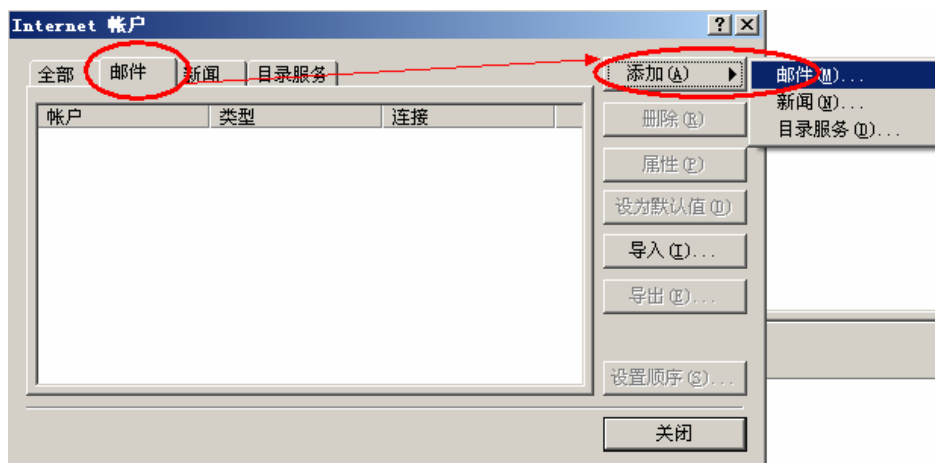 Internet 帐户
全部 邮件 新闻 目录服务
帐户 类型 连接
添加(A)
删除(R)
属性(P)
设为默认值(D)
导入(I)...
导出(E)...
设置顺序(S)...
关闭
邮件(M)...
新闻(N)...
目录服务(D)...